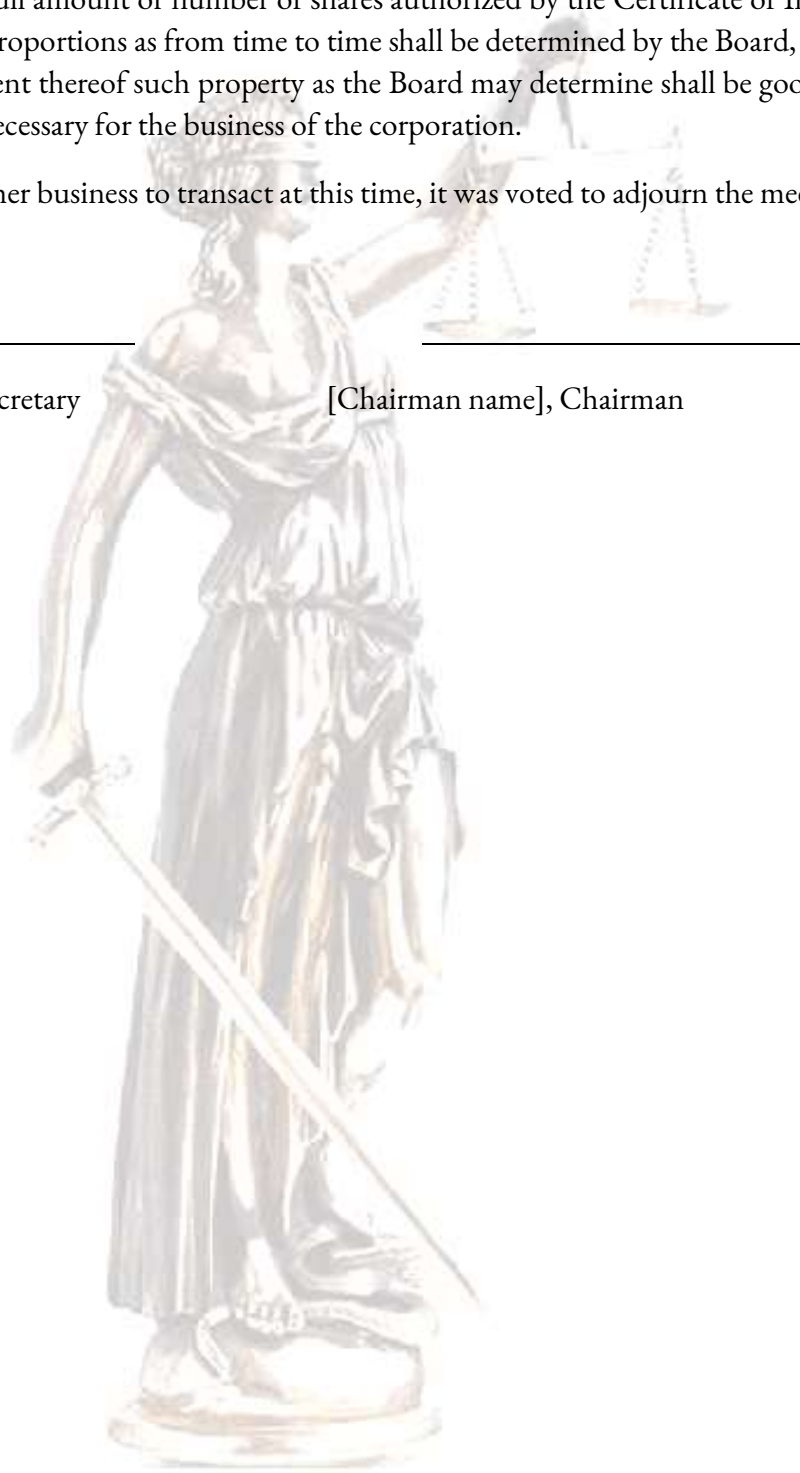 full amount or number of shares authorized by the Certificate of I
roportions as from time to time shall be determined by the Board,
ent thereof such property as the Board may determine shall be goo
ecessary for the business of the corporation.
her business to transact at this time, it was voted to adjourn the me
cretary [Chairman name], Chairman